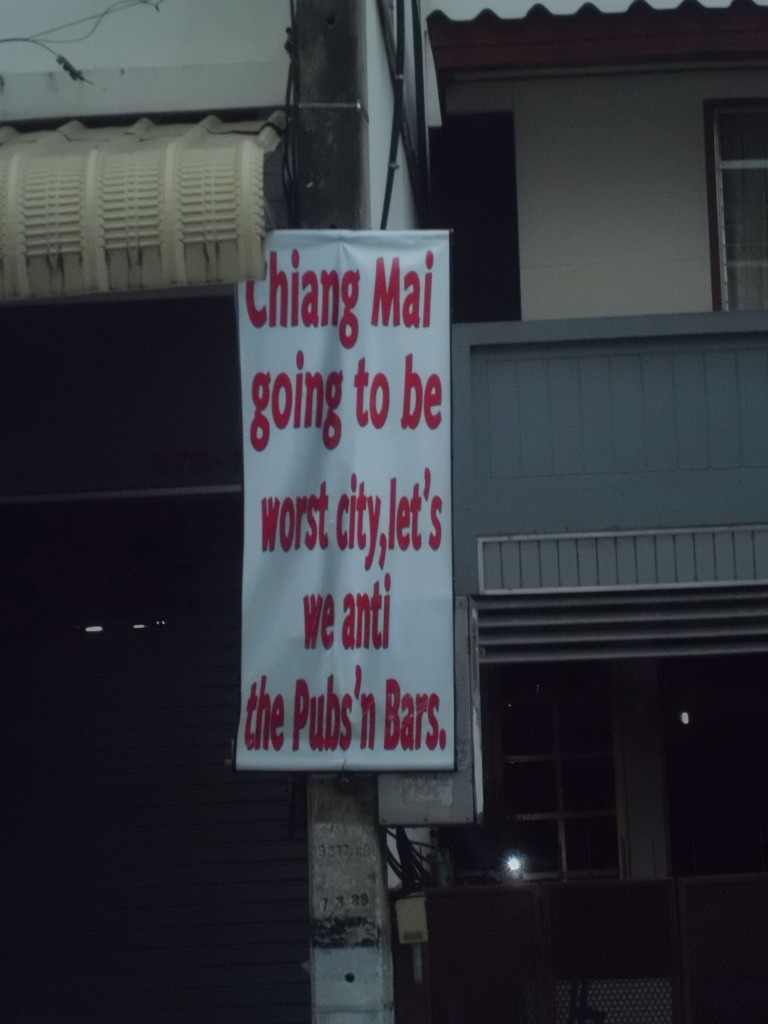 Chiang Mai
going to be
worst city,let's
we anti
the Pubs'n Bars.